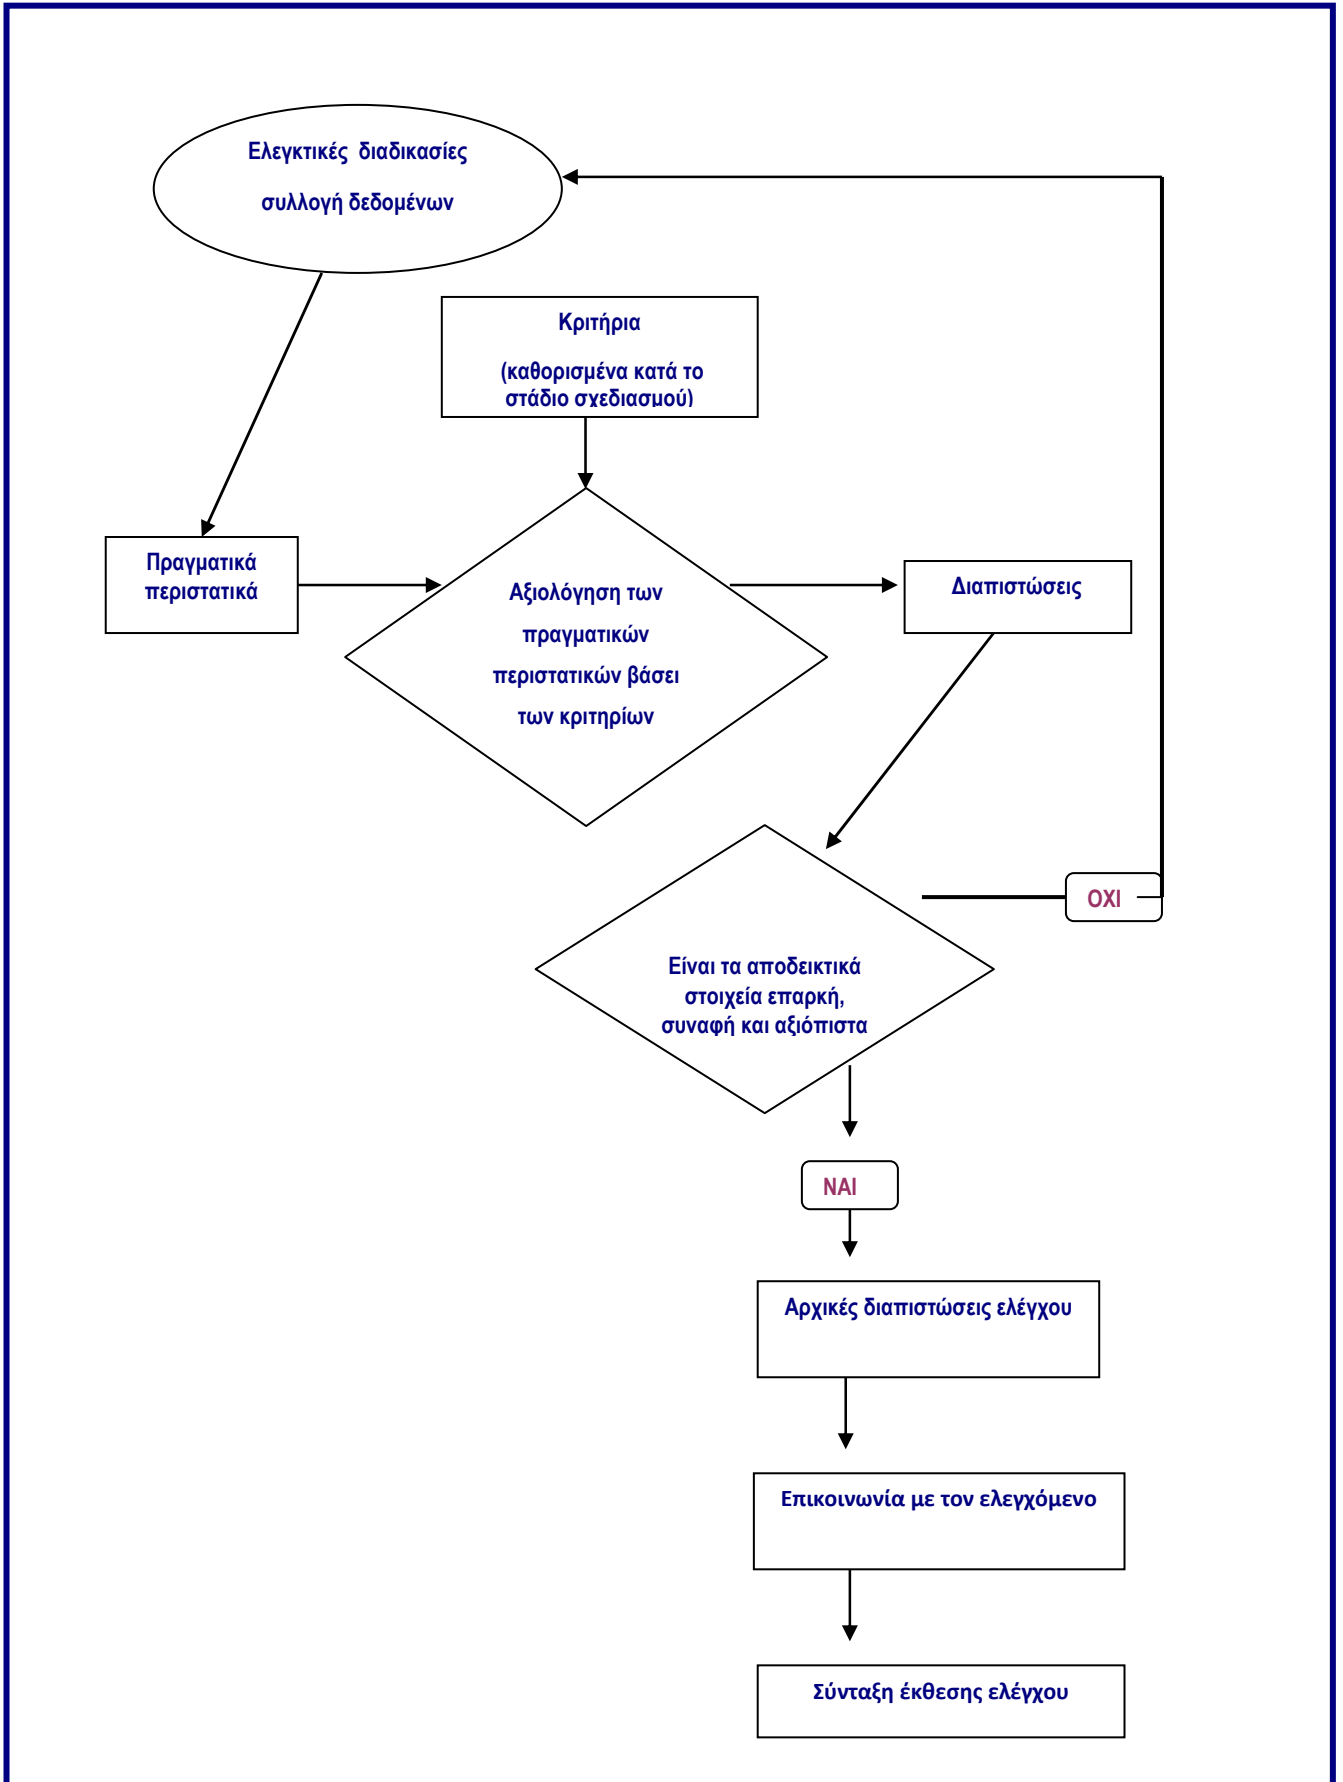 Ελεγκτικές διαδικασίες
συλλογή δεδομένων
Κριτήρια
(καθορισμένα κατά το
στάδιο σχεδιασμού)
Πραγματικά
περιστατικά
Αξιολόγηση των
πραγματικών
περιστατικών βάσει
των κριτηρίων
Διαπιστώσεις
ΟΧΙ
Είναι τα αποδεικτικά
στοιχεία επαρκή,
συναφή και αξιόπιστα
ΝΑΙ
Αρχικές διαπιστώσεις ελέγχου
Επικοινωνία με τον ελεγχόμενο
Σύνταξη έκθεσης ελέγχου